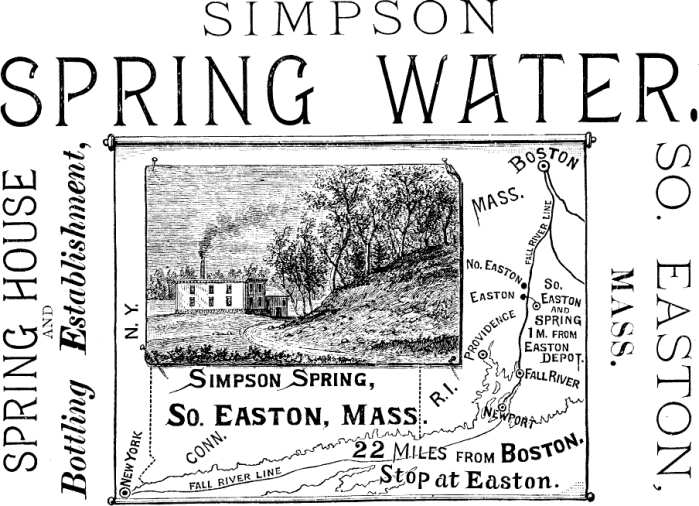 SIMPSON
SPRING WATER.
SPRING HOUSE
AND
Bottling Establishment,
SO. EASTON,
MASS.
BOSTON
MASS.
FALL RIVER LINE
No. EASTON
EASTON
So.
EASTON
AND
SPRING
1 M. FROM
EASTON
DEPOT.
N. Y.
PROVIDENCE
FALL RIVER
R.I.
NEWPORT
SIMPSON SPRING,
So. EASTON, MASS.
CONN.
22 MILES FROM BOSTON.
Stop at Easton.
NEW YORK
FALL RIVER LINE